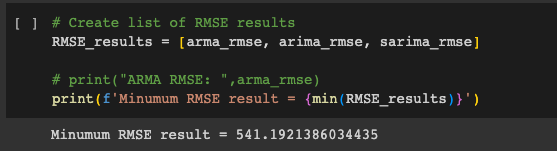 [ ] # Create list of RMSE results
RMSE_results = [arma_rmse, arima_rmse, sarima_rmse]
# print("ARMA RMSE: ",arma_rmse)
print(f'Minumum RMSE result = {min(RMSE_results)}')
Minumum RMSE result = 541.1921386034435